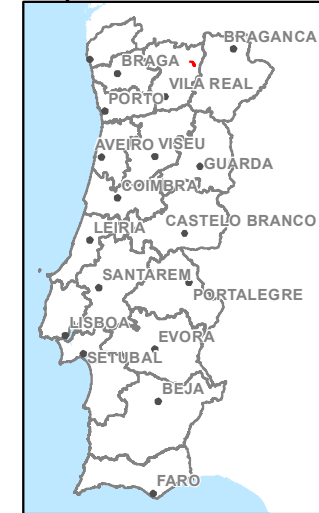 BRAGANCA
BRAGA
VILA REAL
PORTO
AVEIRO VISEU
GUARDA
COIMBRA
LEIRIA
CASTELO BRANCO
SANTAREM
PORTALEGRE
LISBOA
EVORA
SETUBAL
BEJA
FARO